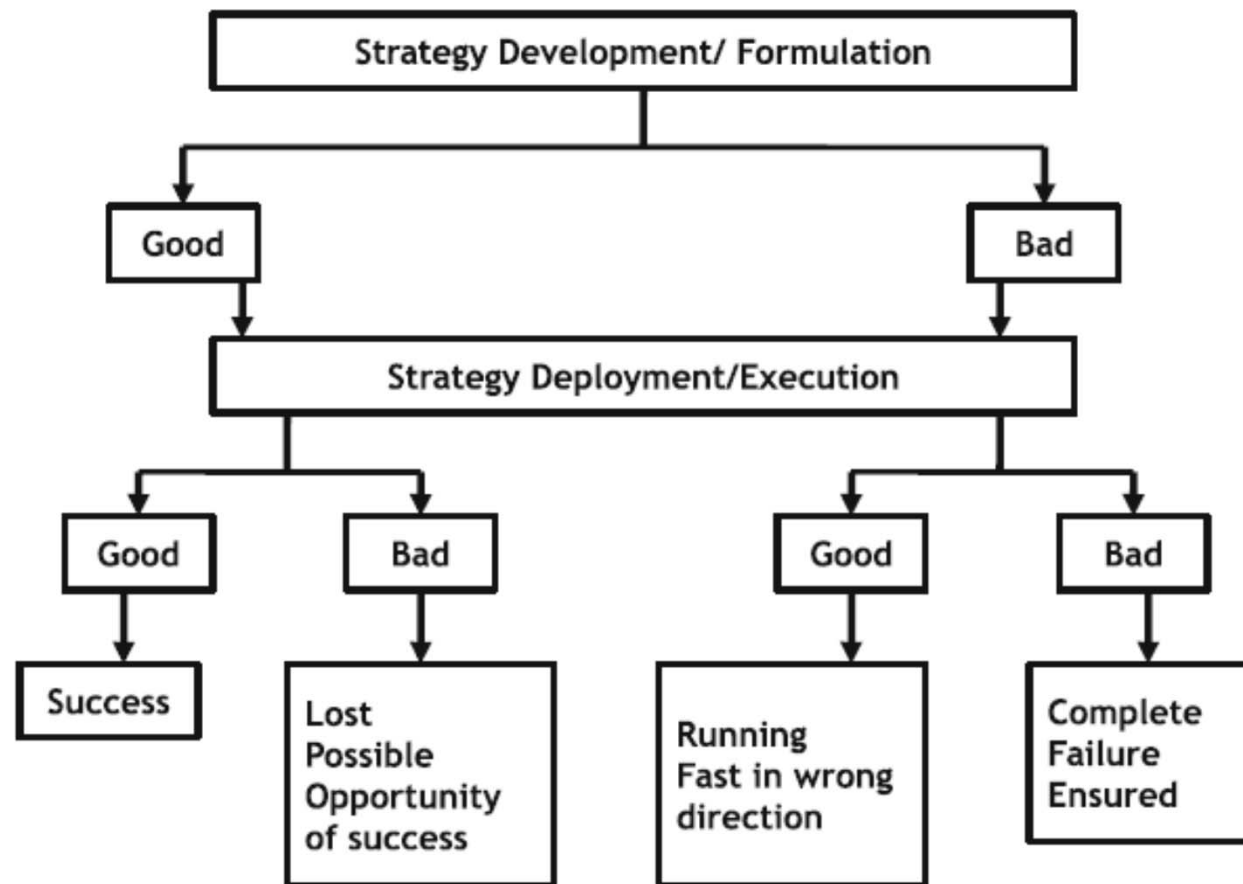 Strategy Development/ Formulation
Good
Bad
Strategy Deployment/Execution
Good
Bad
Good
Bad
Success
Lost
Possible
Opportunity
of success
Running
Fast in wrong
direction
Complete
Failure
Ensured